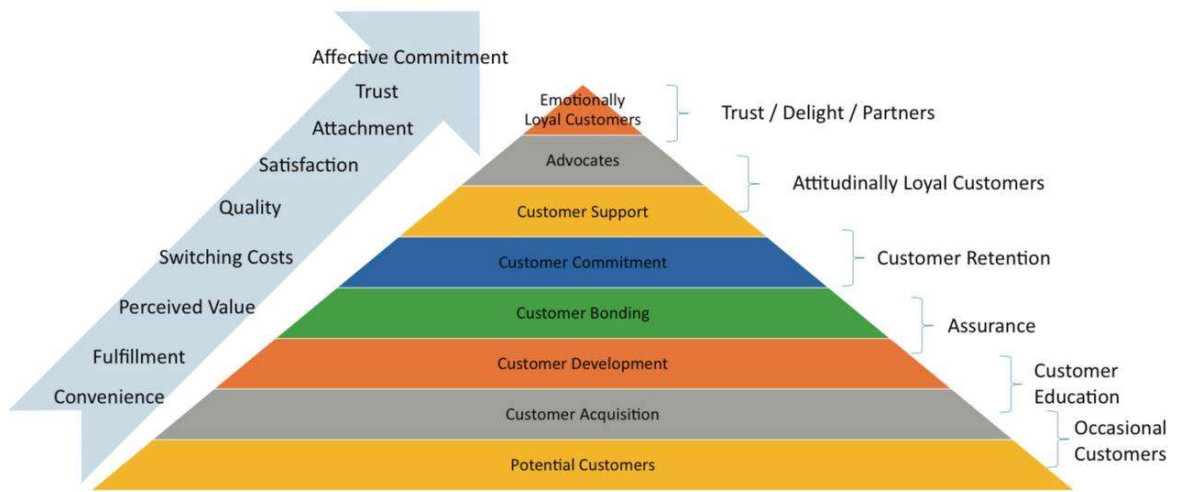 Affective Commitment
Trust
Attachment
Satisfaction
Quality
Switching Costs
Perceived Value
Fulfillment
Convenience
Emotionally
Loyal Customers
Advocates
Customer Support
Customer Commitment
Customer Bonding
Customer Development
Customer Acquisition
Potential Customers
Trust / Delight / Partners
Attitudinally Loyal Customers
Customer Retention
Assurance
Customer
Education
Occasional
Customers